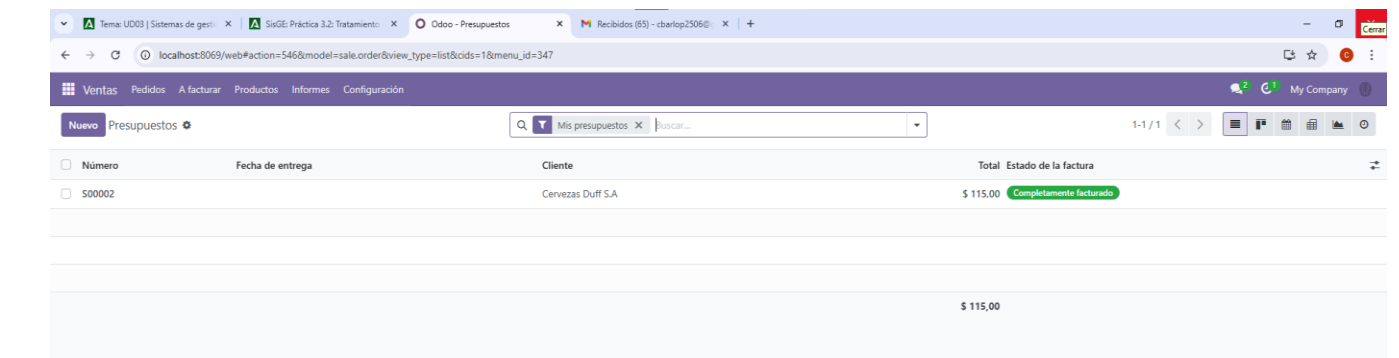 Tema: UD03 | Sistemas de gesti
SisGE: Práctica 3.2: Tratamiento
Odoo - Presupuestos
Recibidos (65) - cbarlop2506@
Cerrar
localhost:8069/web#action=546&model=sale.order&view_type=list&cids=1&menu_id=347
C
Ventas Pedidos A facturar Productos Informes Configuración
2 1 My Company
Nuevo Presupuestos
Mis presupuestos Buscar...
1-1 / 1
Número Fecha de entrega Cliente Total Estado de la factura
S00002 Cervezas Duff S.A $ 115,00 Completamente facturado
$ 115,00